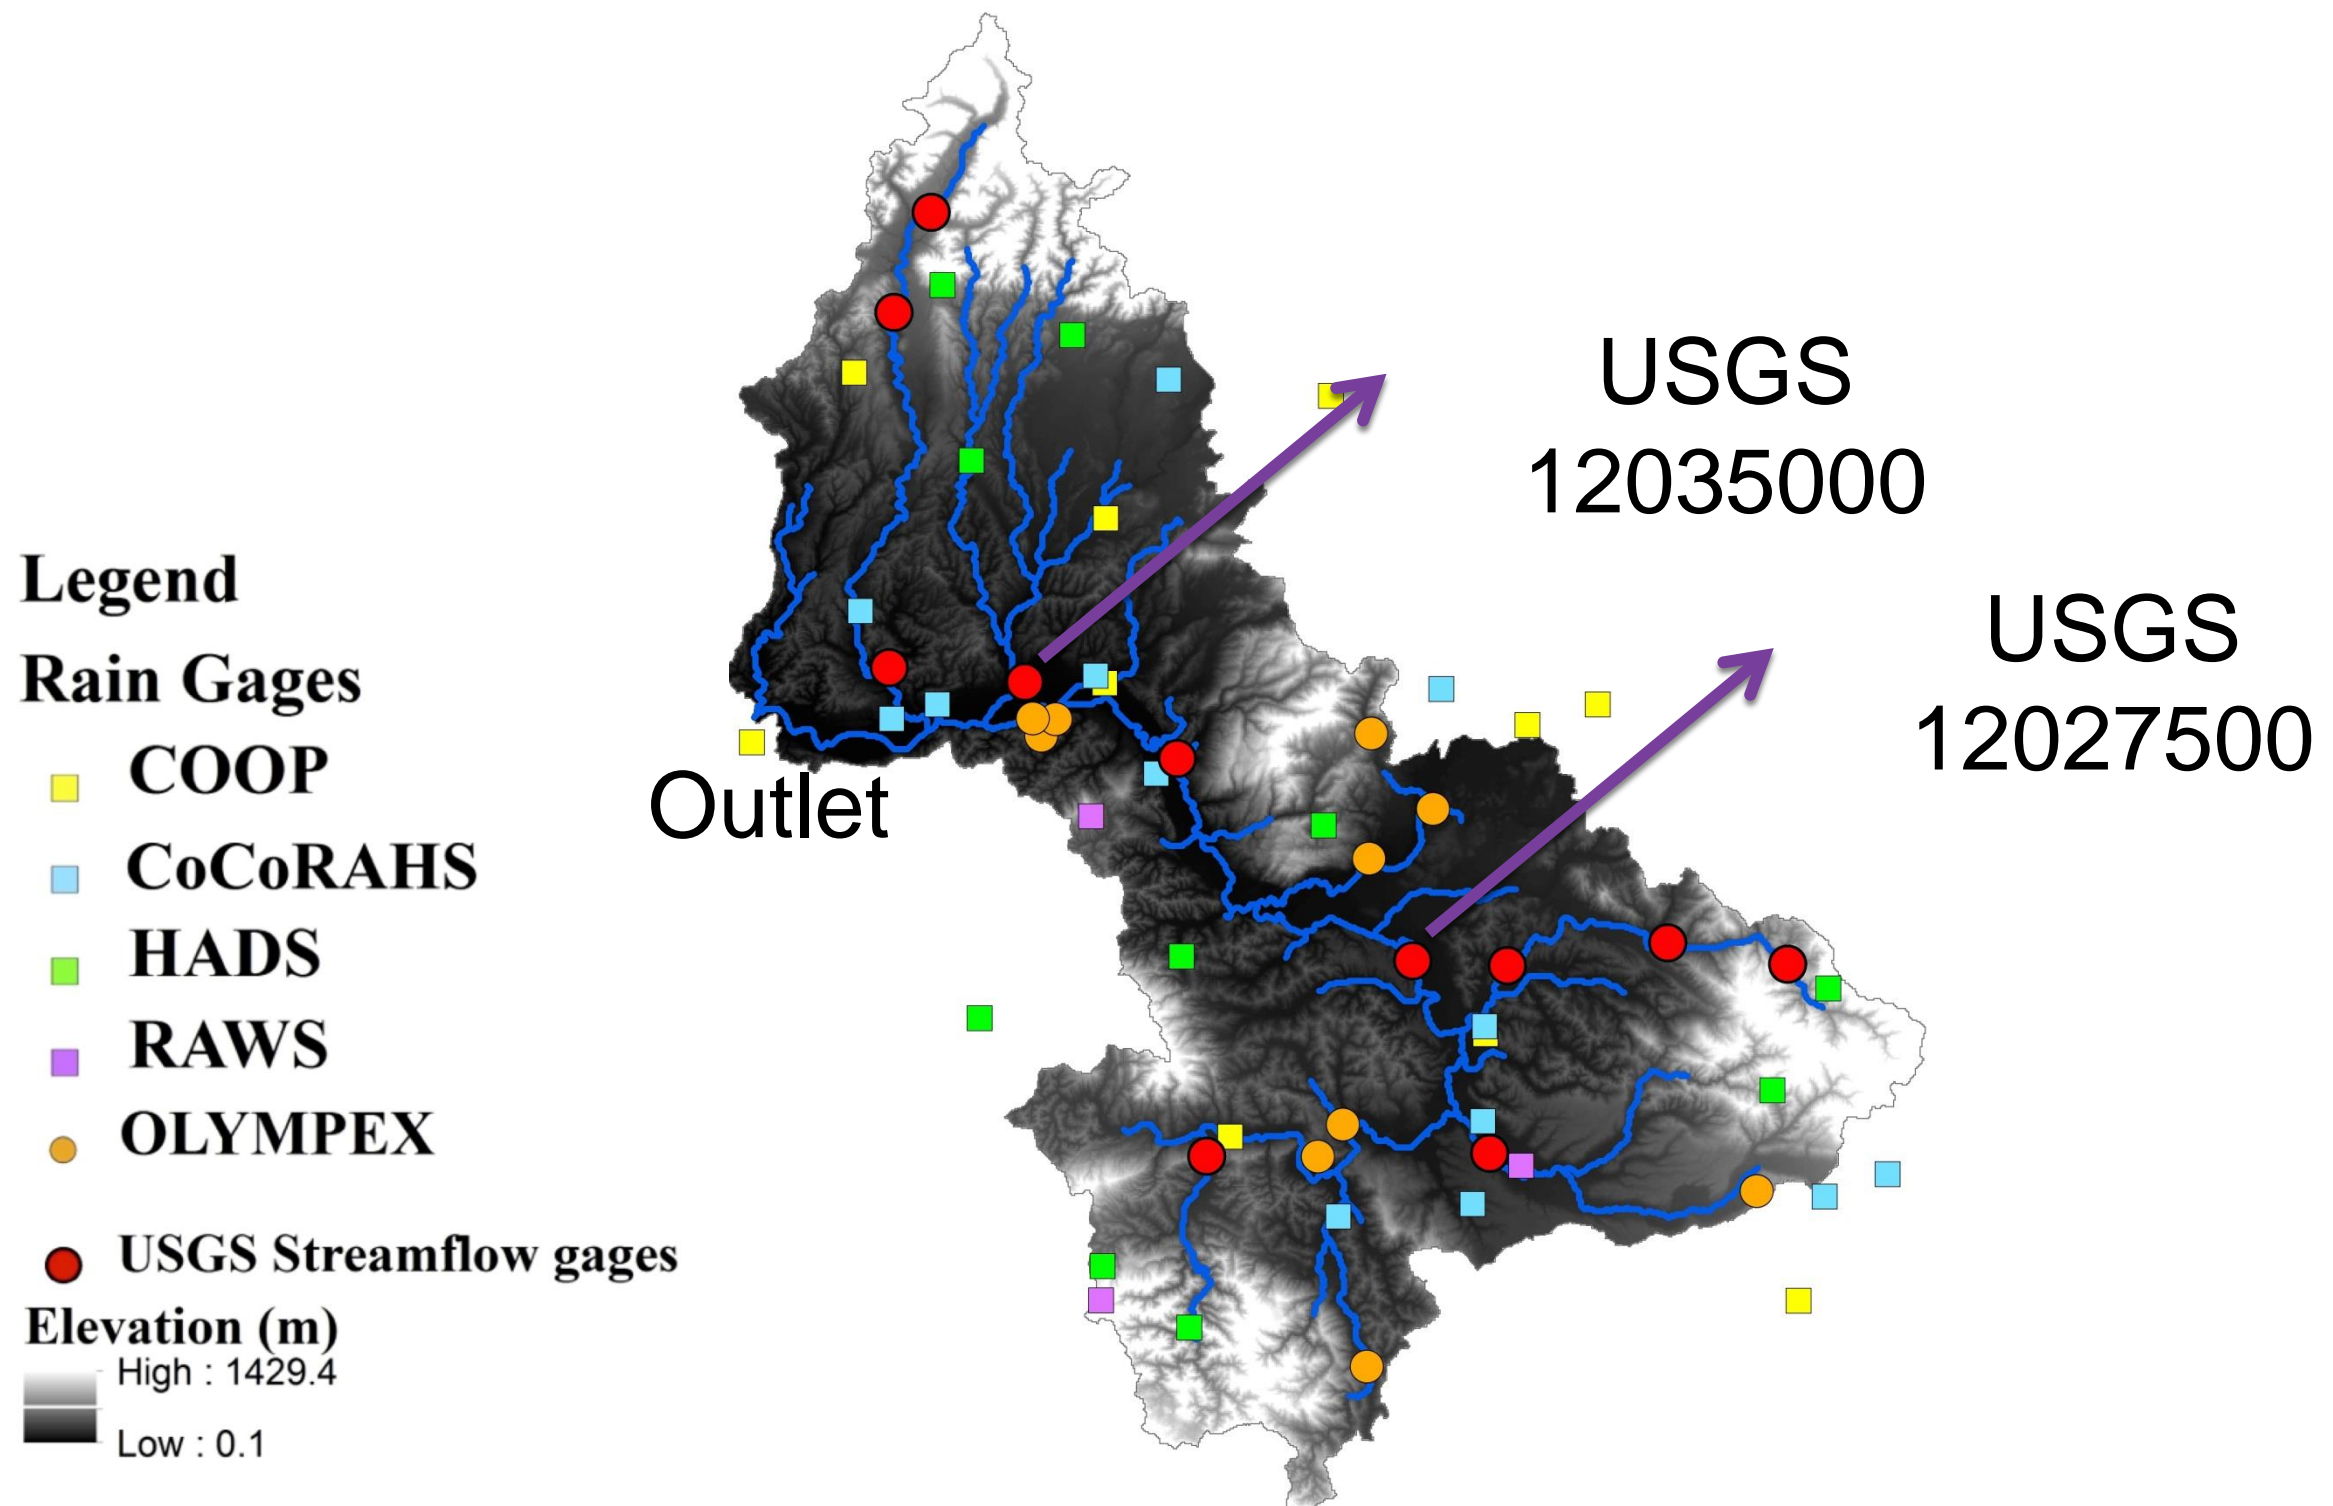 USGS
12035000
USGS
12027500
Outlet
Legend
Rain Gages
COOP
CoCoRAHS
HADS
RAWS
OLYMPEX
USGS Streamflow gages
Elevation (m)
High : 1429.4
Low : 0.1